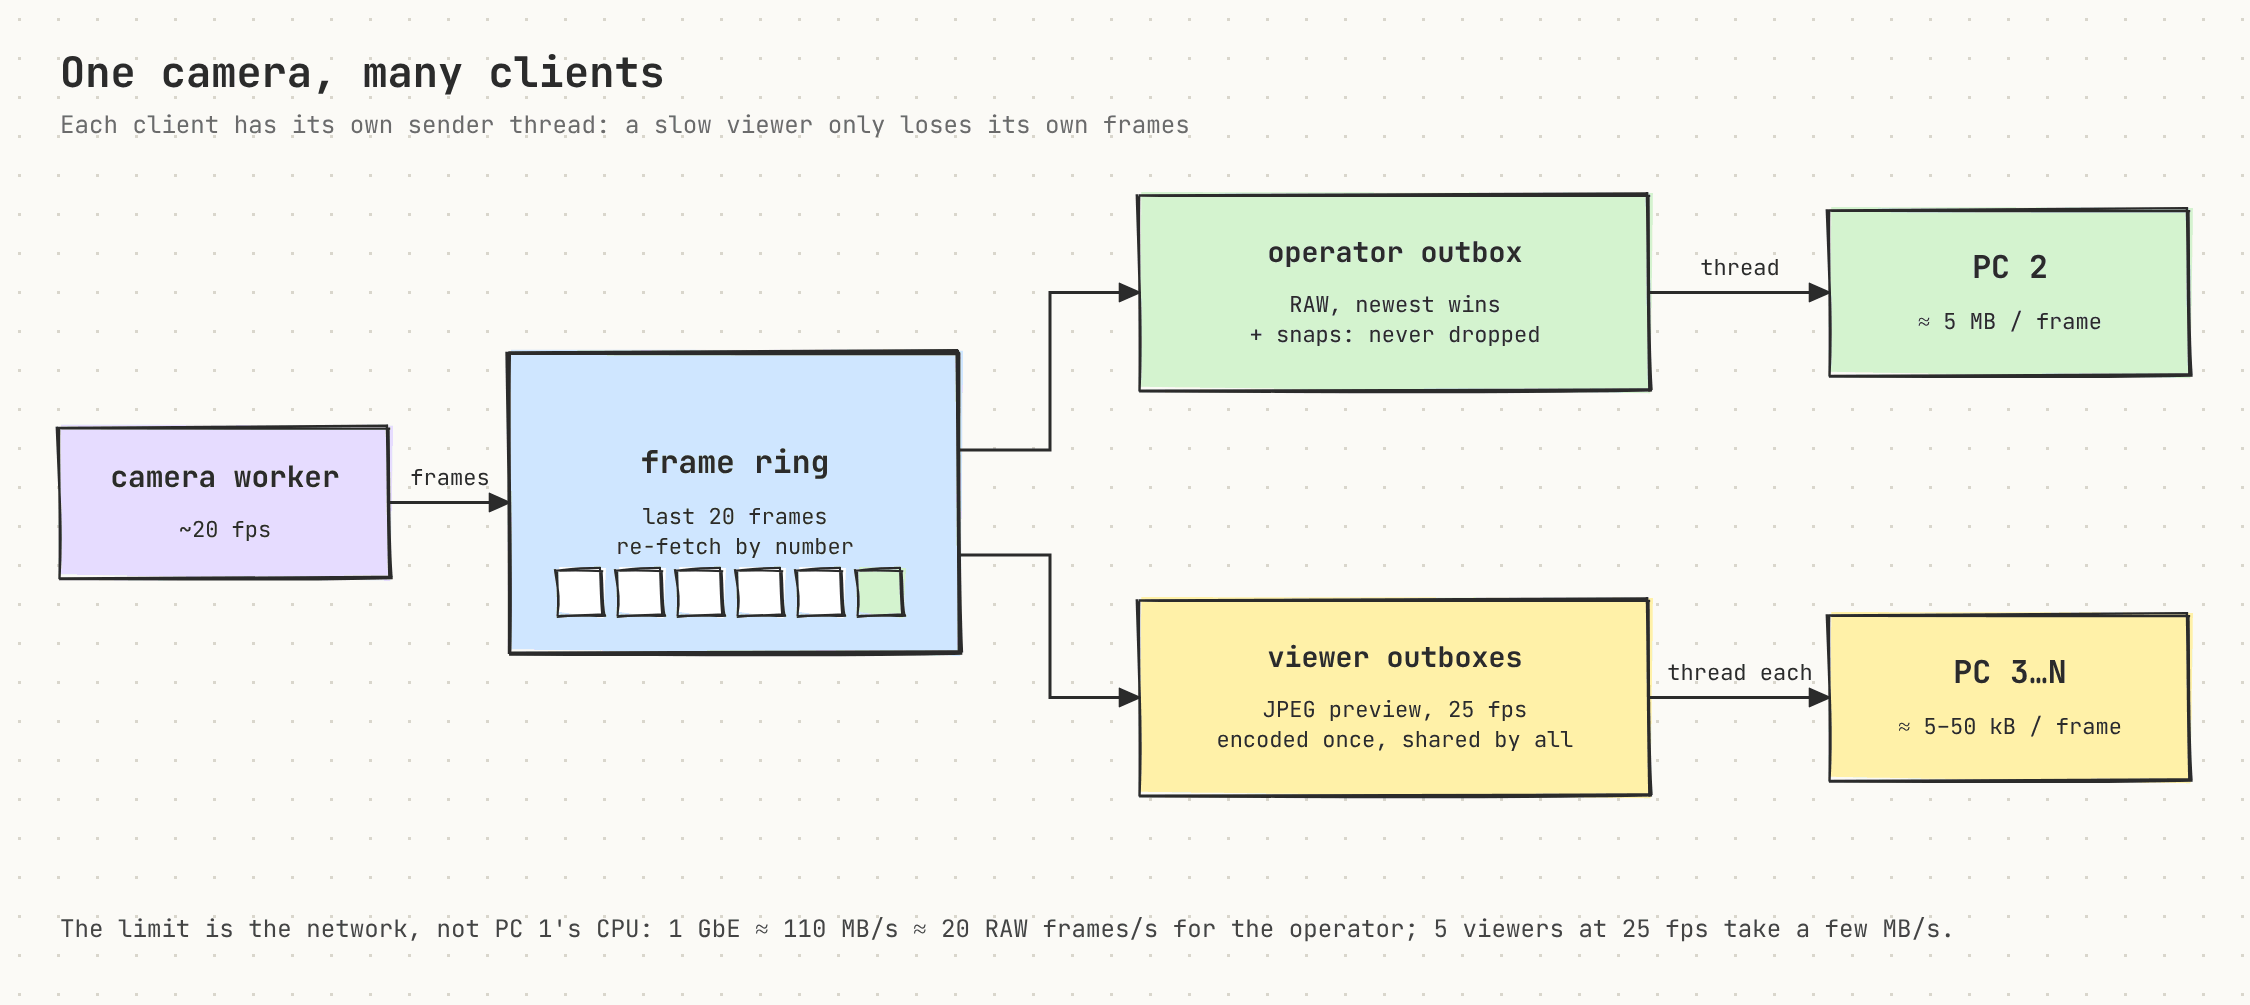 One camera, many clients
Each client has its own sender thread: a slow viewer only loses its own frames
camera worker
~20 fps
frames
frame ring
last 20 frames
re-fetch by number
operator outbox
RAW, newest wins
+ snaps: never dropped
thread
PC 2
≈ 5 MB / frame
viewer outboxes
JPEG preview, 25 fps
encoded once, shared by all
thread each
PC 3…N
≈ 5–50 kB / frame
The limit is the network, not PC 1's CPU: 1 GbE ≈ 110 MB/s ≈ 20 RAW frames/s for the operator; 5 viewers at 25 fps take a few MB/s.